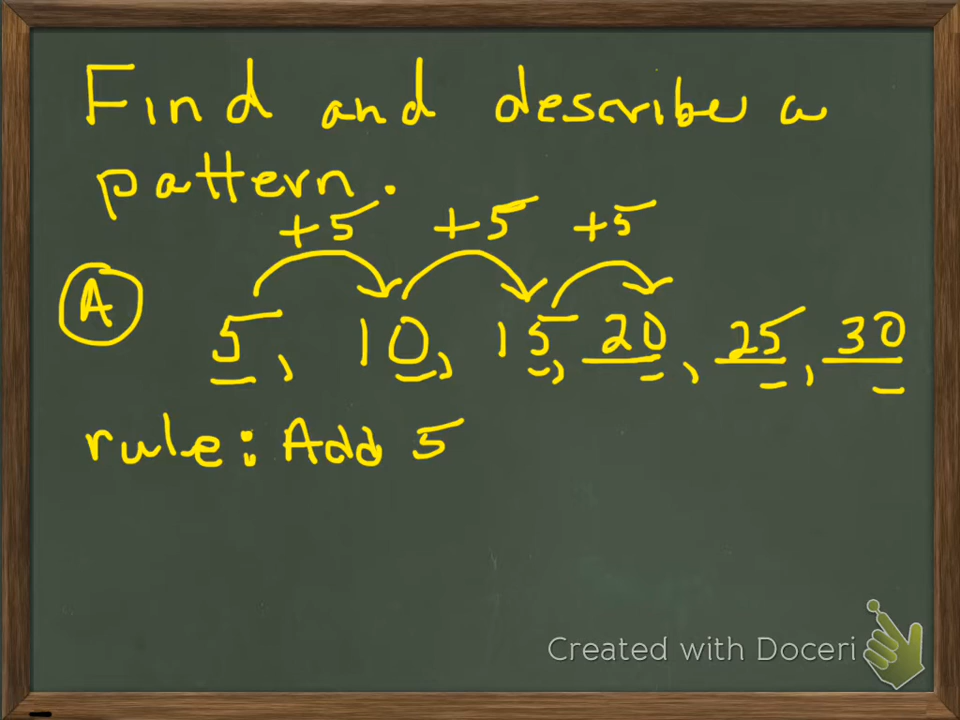 Find and describe a
pattern.
+5 +5 +5
A
5, 10, 15, 20, 25, 30
rule: Add 5
Created with Doceri